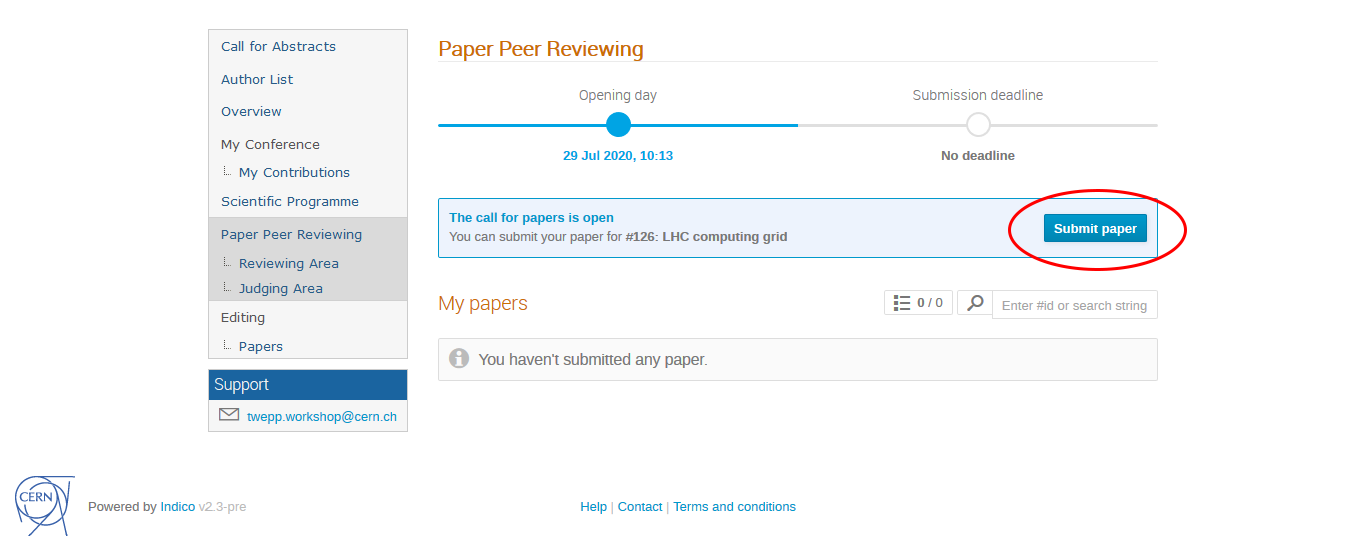 Call for Abstracts
Author List
Overview
My Conference
My Contributions
Scientific Programme
Paper Peer Reviewing
Reviewing Area
Judging Area
Editing
Papers
Support
twepp.workshop@cern.ch
Paper Peer Reviewing
Opening day
Submission deadline
29 Jul 2020, 10:13
No deadline
The call for papers is open
You can submit your paper for #126: LHC computing grid
Submit paper
My papers
0 / 0
Enter #id or search string
You haven't submitted any paper.
CERN
Powered by Indico v2.3-pre
Help | Contact | Terms and conditions